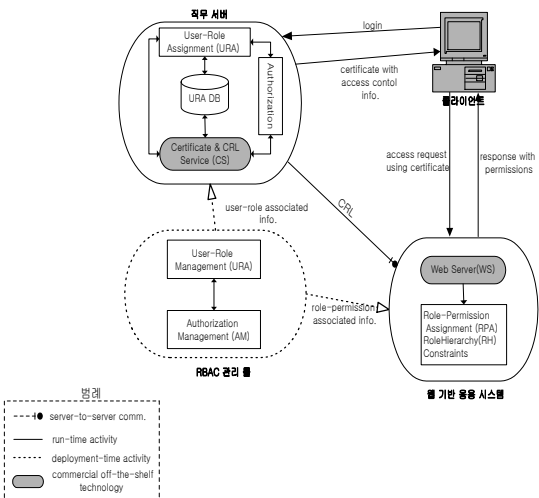 직무 서버
login
User-Role
Assignment (URA)
Authorization
URA DB
certificate with
access contol
info.
클라이언트
Certificate & CRL
Service (CS)
access request
using certificate
response with
permissions
CRL
user-role associated
info.
User-Role
Management (URA)
Web Server(WS)
role-permission
associated info.
Role-Permission
Assignment (RPA)
RoleHierarchy(RH)
Constraints
Authorization
Management (AM)
RBAC 관리 툴
웹 기반 응용 시스템
범례
server-to-server comm.
run-time activity
deployment-time activity
commercial off-the-shelf
technology